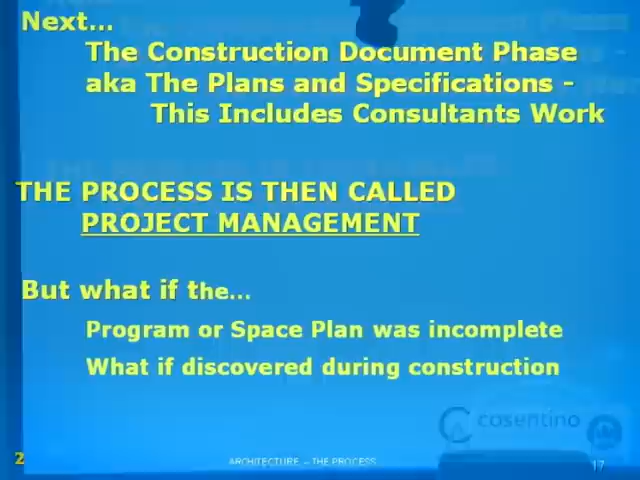 Next...
The Construction Document Phase
aka The Plans and Specifications -
This Includes Consultants Work
THE PROCESS IS THEN CALLED
PROJECT MANAGEMENT
But what if the...
Program or Space Plan was incomplete
What if discovered during construction
cosentino
2
ARCHITECTURE - THE PROCESS
17